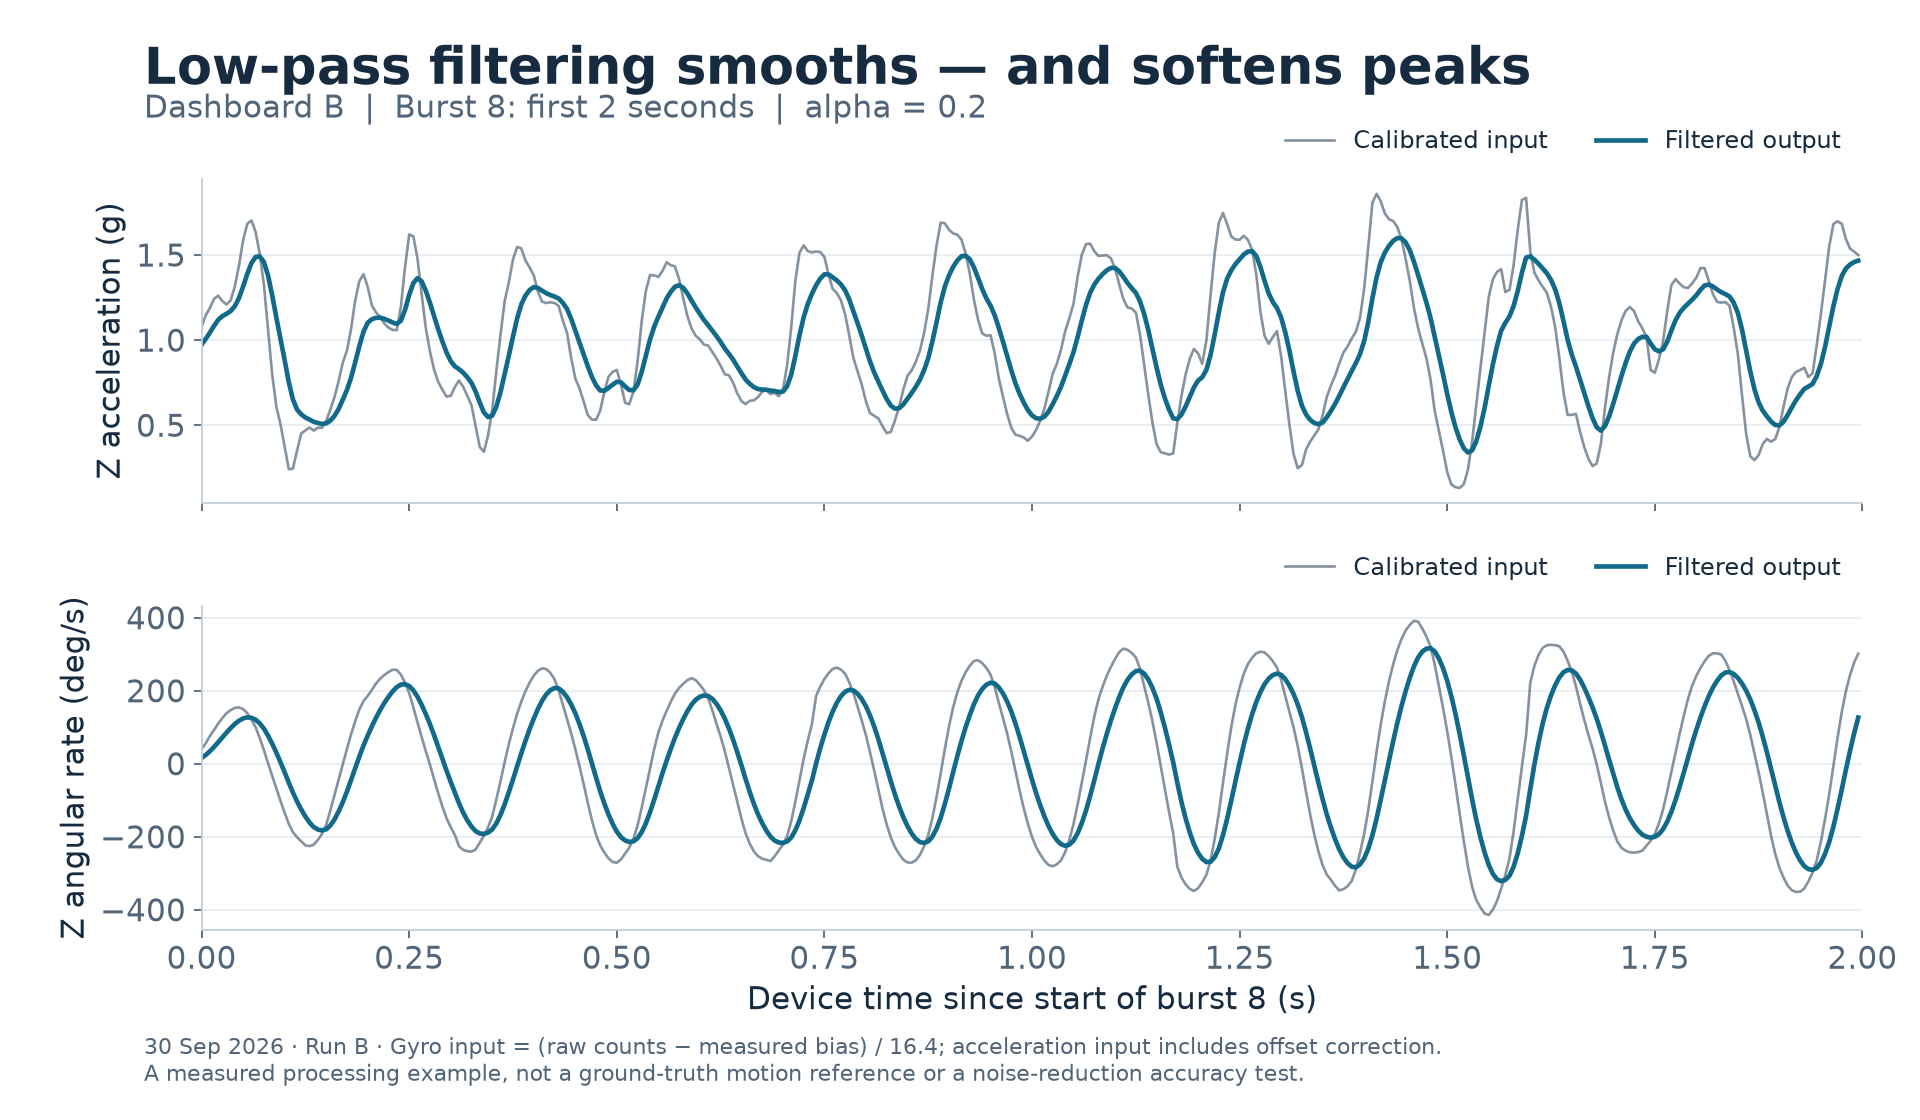 Low-pass filtering smooths — and softens peaks
Dashboard B | Burst 8: first 2 seconds | alpha = 0.2
Calibrated input
Filtered output
Z acceleration (g)
1.5
1.0
0.5
Calibrated input
Filtered output
Z angular rate (deg/s)
400
200
0
−200
−400
0.00 0.25 0.50 0.75 1.00 1.25 1.50 1.75 2.00
Device time since start of burst 8 (s)
30 Sep 2026 · Run B · Gyro input = (raw counts − measured bias) / 16.4; acceleration input includes offset correction.
A measured processing example, not a ground-truth motion reference or a noise-reduction accuracy test.